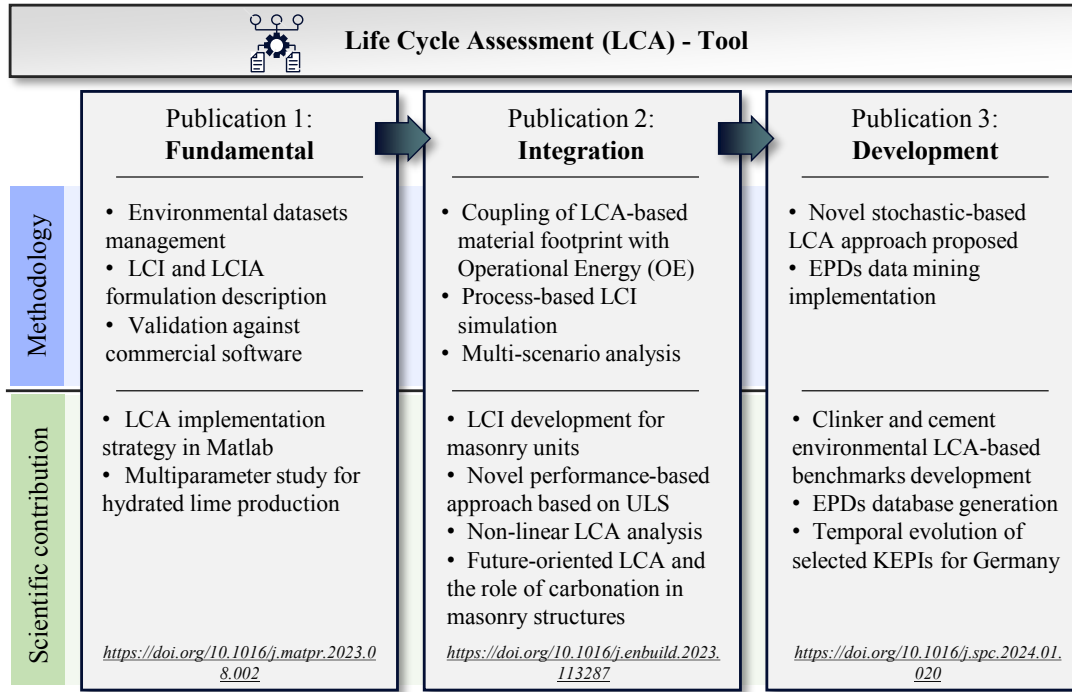 Life Cycle Assessment (LCA) - Tool
Publication 1:
Fundamental
• Environmental datasets
management
• LCI and LCIA
formulation description
• Validation against
commercial software
• LCA implementation
strategy in Matlab
• Multiparameter study for
hydrated lime production
https://doi.org/10.1016/j.matpr.2023.0
8.002
Publication 2:
Integration
• Coupling of LCA-based
material footprint with
Operational Energy (OE)
• Process-based LCI
simulation
• Multi-scenario analysis
• LCI development for
masonry units
• Novel performance-based
approach based on ULS
• Non-linear LCA analysis
• Future-oriented LCA and
the role of carbonation in
masonry structures
https://doi.org/10.1016/j.enbuild.2023.
113287
Publication 3:
Development
• Novel stochastic-based
LCA approach proposed
• EPDs data mining
implementation
• Clinker and cement
environmental LCA-based
benchmarks development
• EPDs database generation
• Temporal evolution of
selected KEPIs for Germany
https://doi.org/10.1016/j.spc.2024.01.
020
Methodology
Scientific contribution